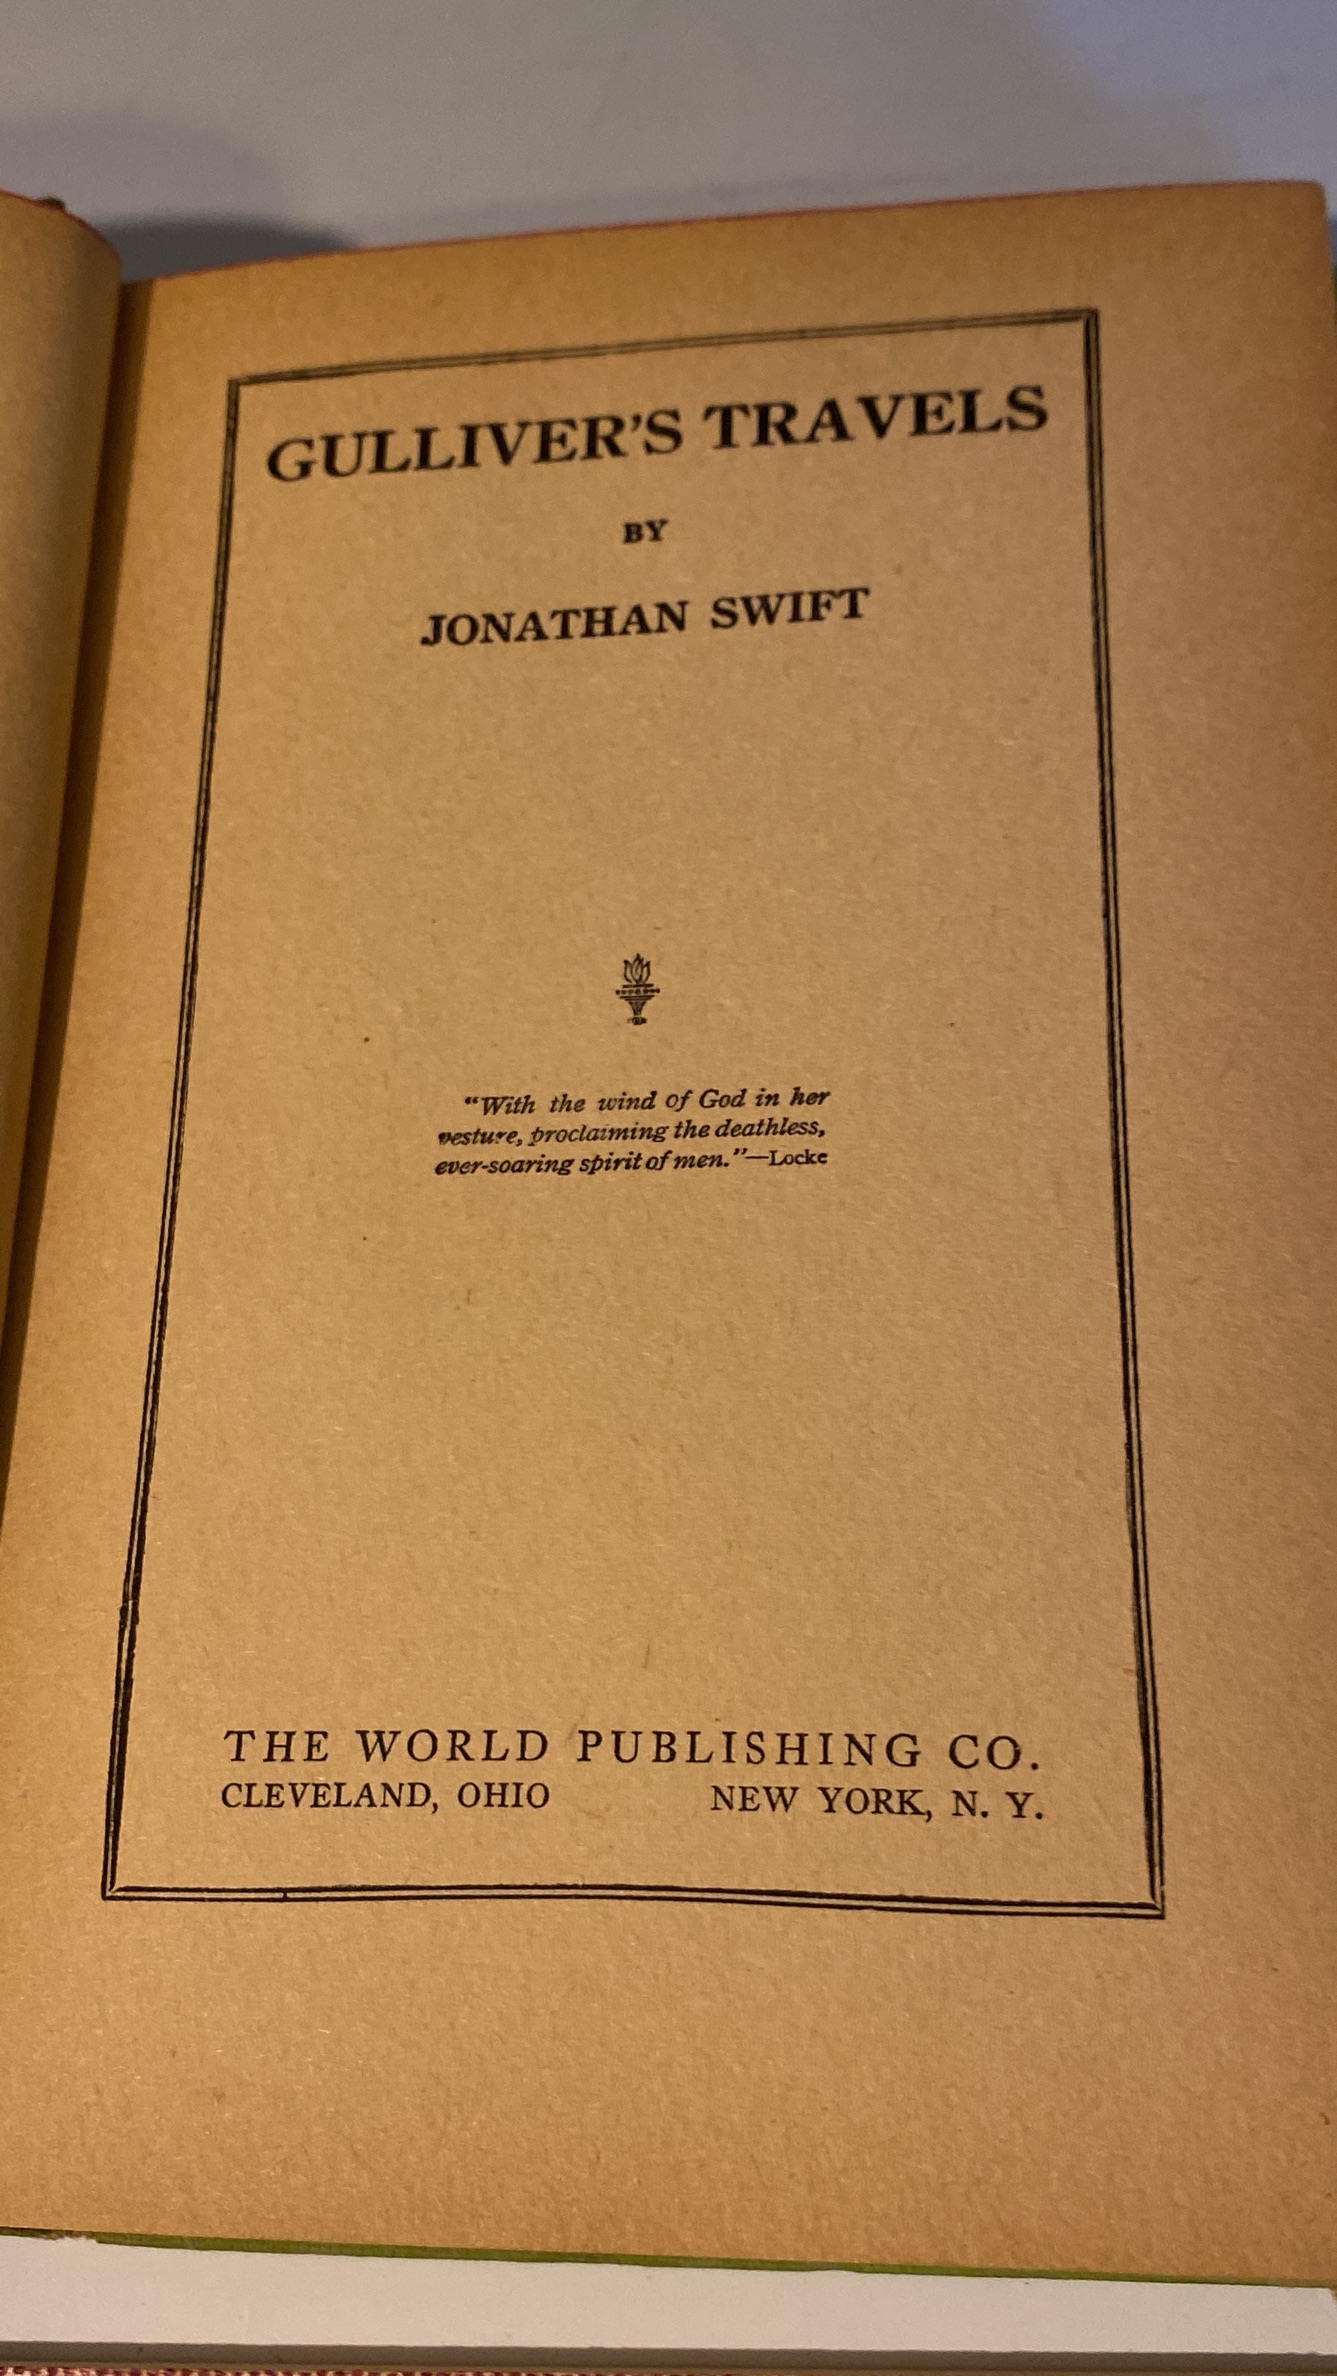 GULLIVER'S TRAVELS
BY
JONATHAN SWIFT
"With the wind of God in her
vesture, proclaiming the deathless,
ever-soaring spirit of men."—Locke
THE WORLD PUBLISHING CO.
CLEVELAND, OHIO NEW YORK, N. Y.